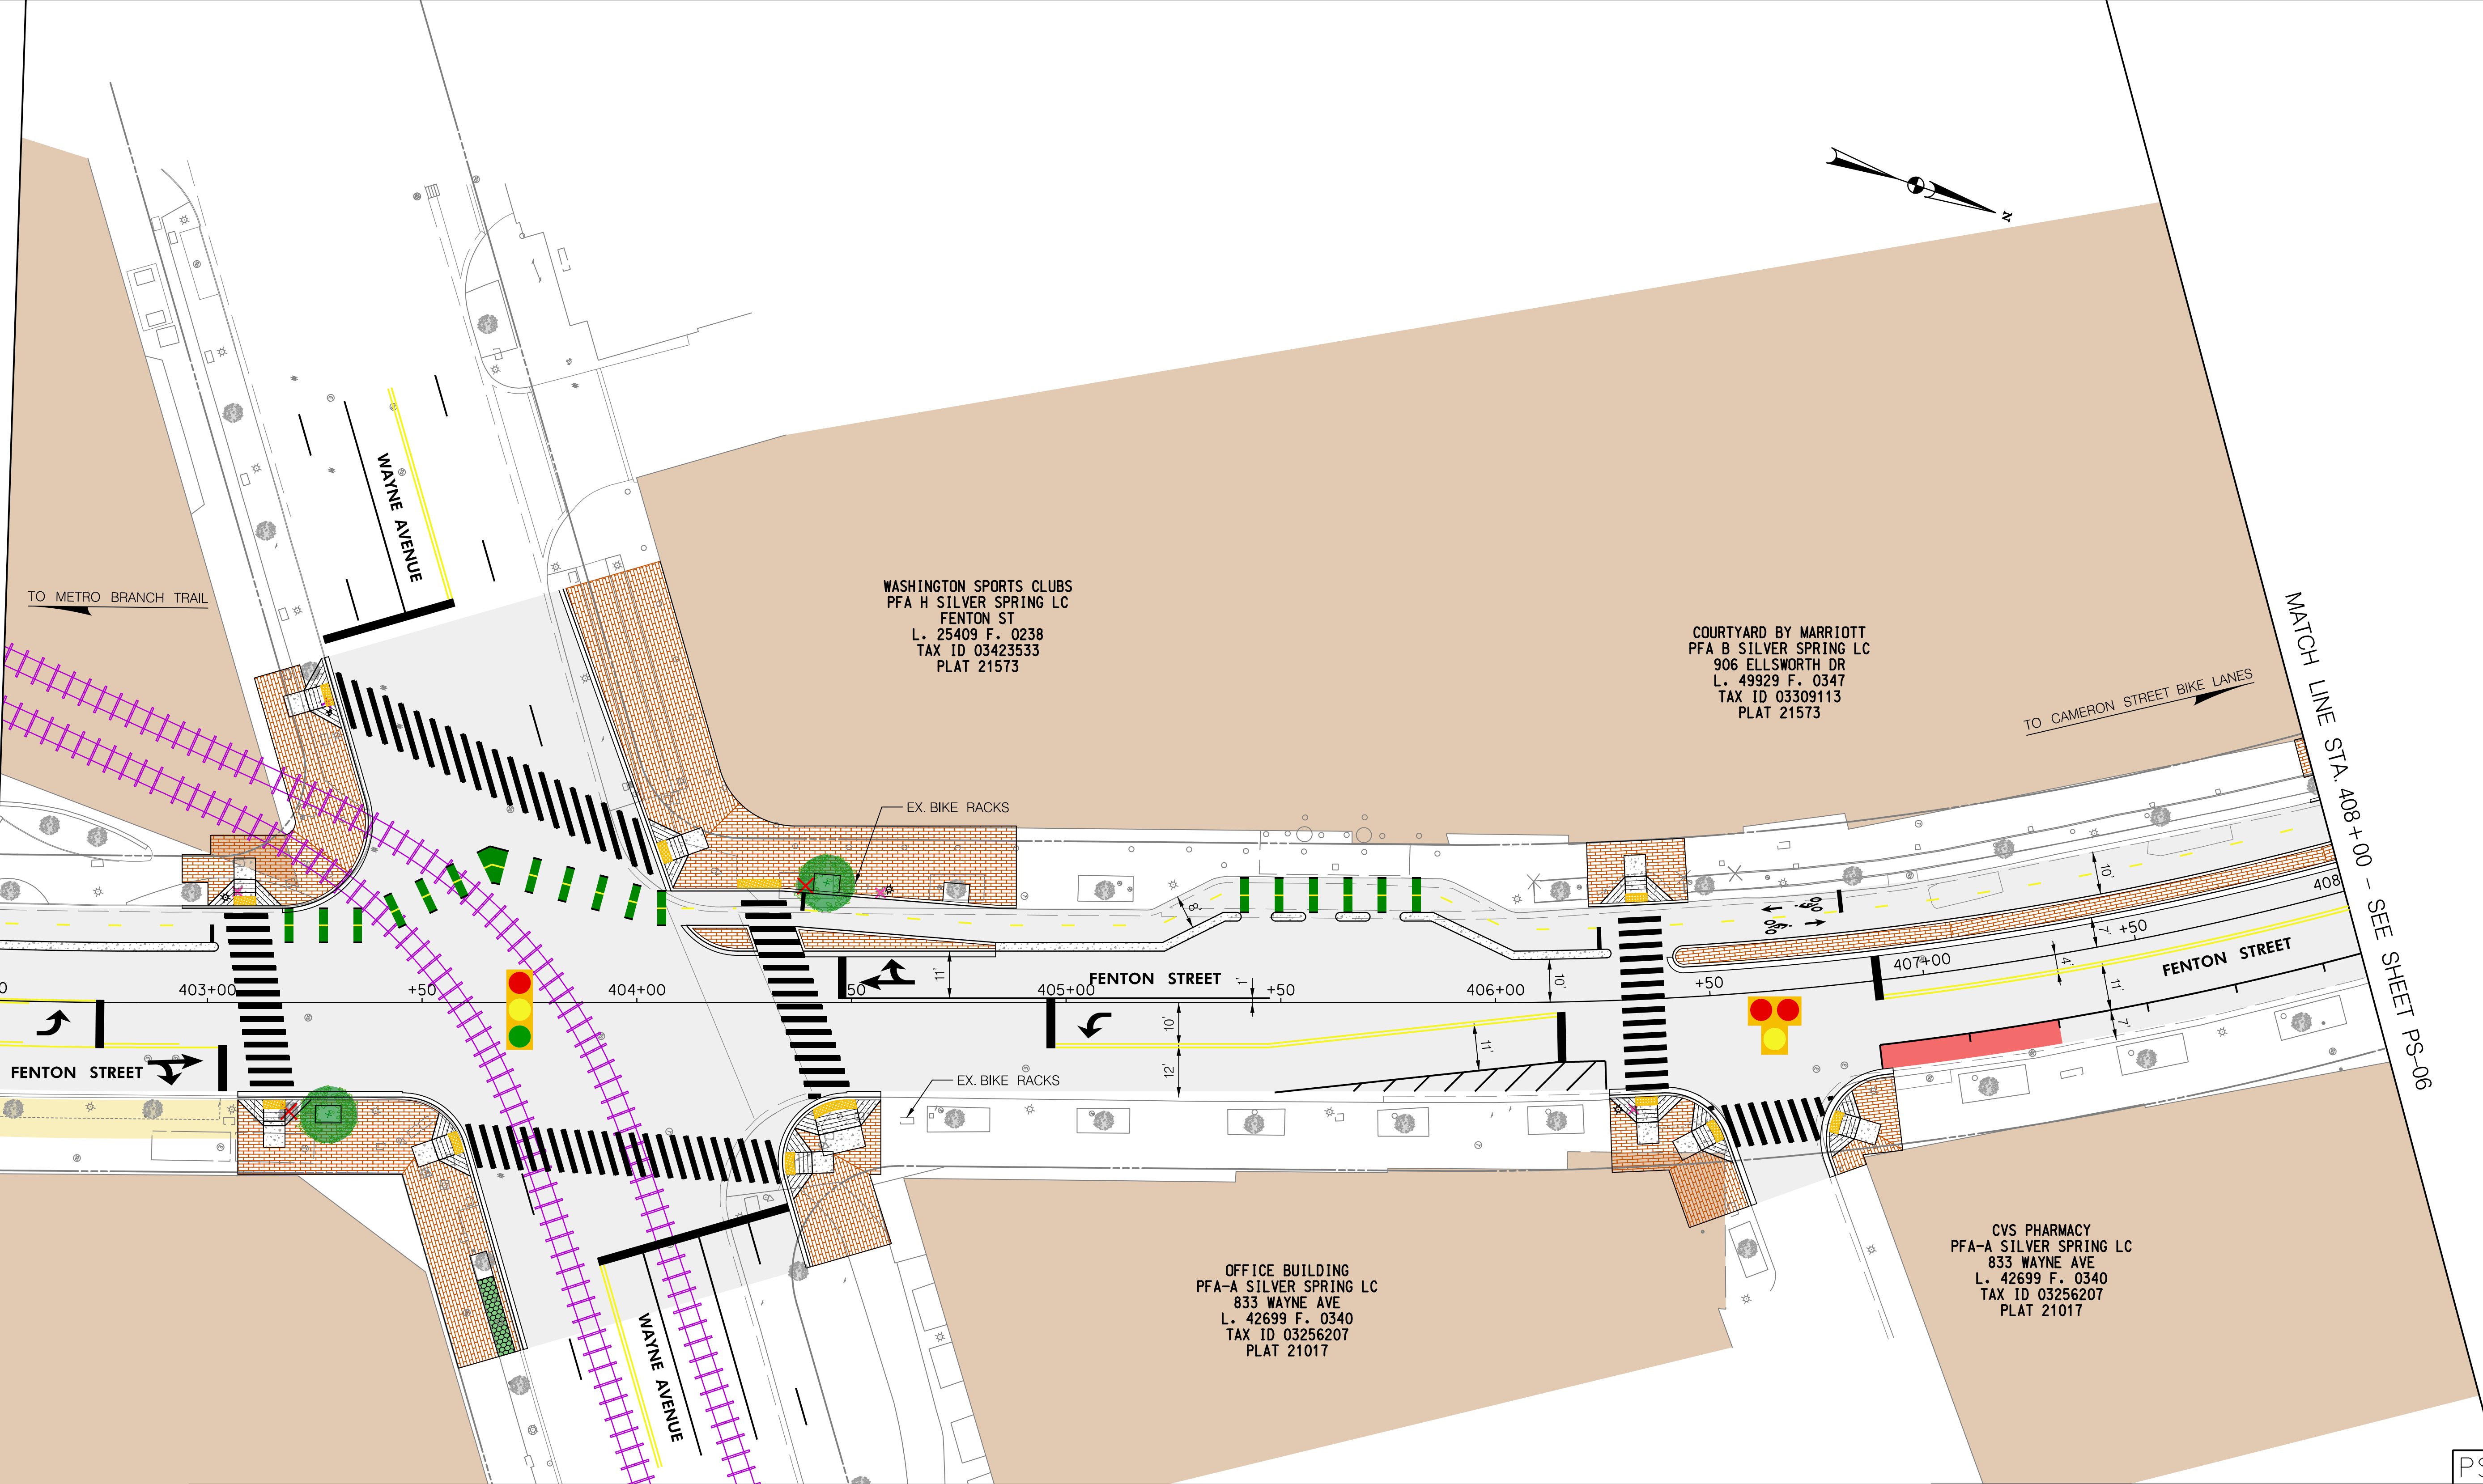 WAYNE AVENUE
TO METRO BRANCH TRAIL
WASHINGTON SPORTS CLUBS
PFA H SILVER SPRING LC
FENTON ST
L. 25409 F. 0238
TAX ID 03423533
PLAT 21573
COURTYARD BY MARRIOTT
PFA B SILVER SPRING LC
906 ELLSWORTH DR
L. 49929 F. 0347
TAX ID 03309113
PLAT 21573
N
TO CAMERON STREET BIKE LANES
MATCH LINE STA. 408+00 - SEE SHEET PS-06
EX. BIKE RACKS
8'
10'
7'
4'
11'
7'
408
+50
407+00
FENTON STREET
11'
FENTON STREET
1'
10'
0
403+00
+50
404+00
50
405+00
+50
406+00
+50
10'
12'
11'
FENTON STREET
EX. BIKE RACKS
OFFICE BUILDING
PFA-A SILVER SPRING LC
833 WAYNE AVE
L. 42699 F. 0340
TAX ID 03256207
PLAT 21017
CVS PHARMACY
PFA-A SILVER SPRING LC
833 WAYNE AVE
L. 42699 F. 0340
TAX ID 03256207
PLAT 21017
WAYNE AVENUE
PS